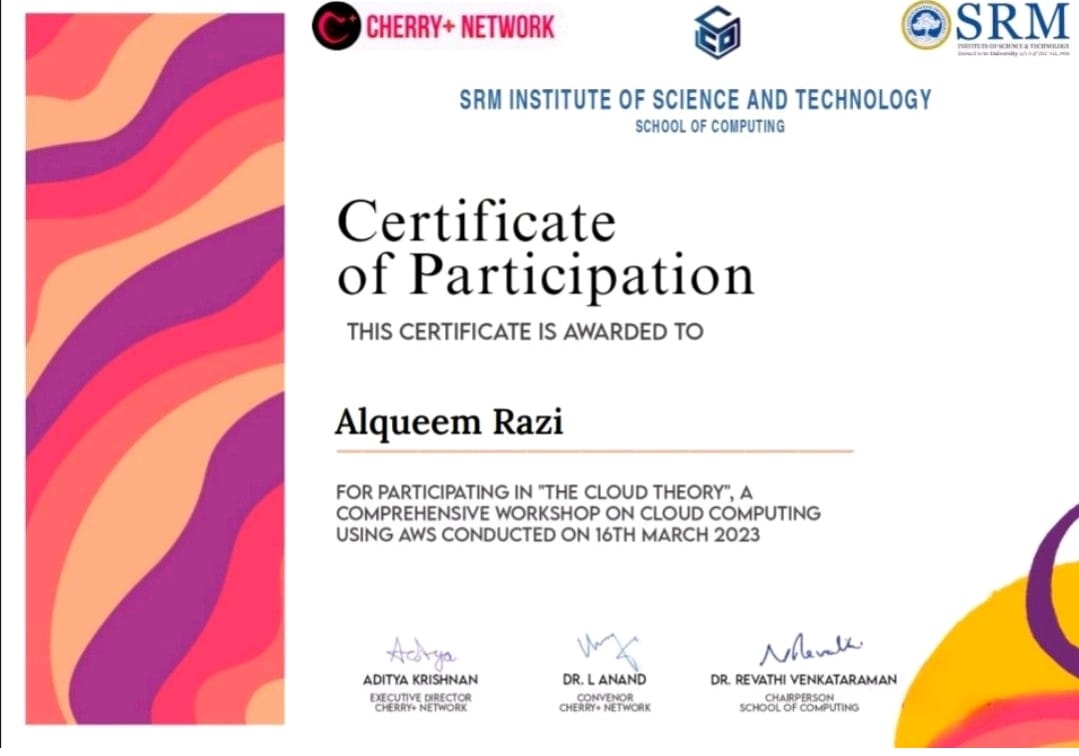 CHERRY+ NETWORK
SRM
INSTITUTE OF SCIENCE & TECHNOLOGY
SRM INSTITUTE OF SCIENCE AND TECHNOLOGY
SCHOOL OF COMPUTING
Certificate
of Participation
THIS CERTIFICATE IS AWARDED TO
Alqueem Razi
FOR PARTICIPATING IN "THE CLOUD THEORY", A
COMPREHENSIVE WORKSHOP ON CLOUD COMPUTING
USING AWS CONDUCTED ON 16TH MARCH 2023
Aditya
ADITYA KRISHNAN
EXECUTIVE DIRECTOR
CHERRY+ NETWORK
DR. L ANAND
CONVENOR
CHERRY+ NETWORK
NRevathi
DR. REVATHI VENKATARAMAN
CHAIRPERSON
SCHOOL OF COMPUTING